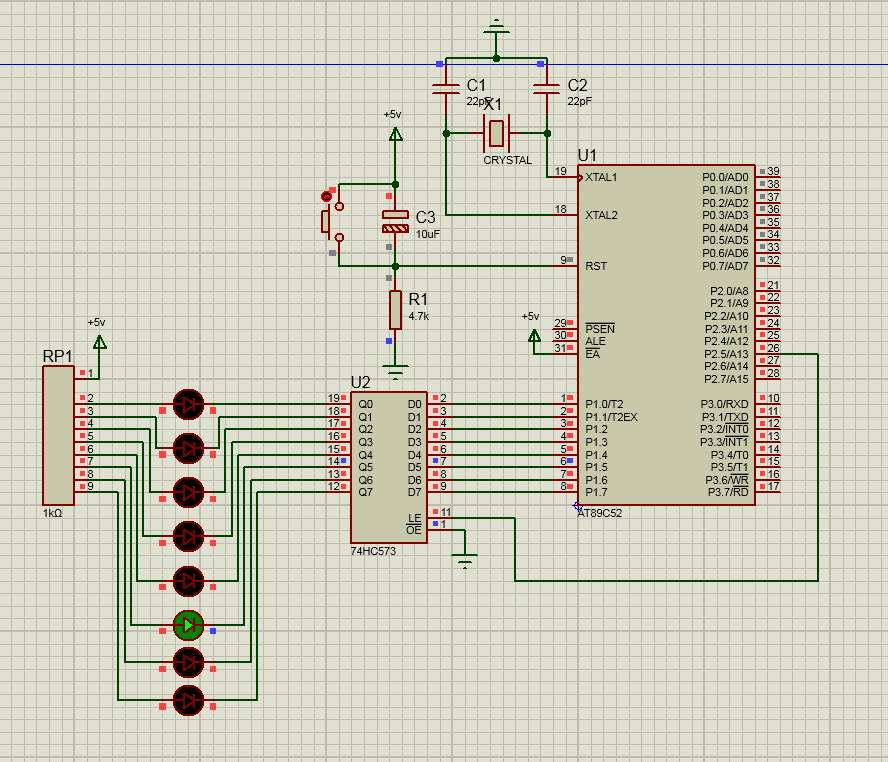 C1
22pF
C2
22pF
X1
CRYSTAL
+5v
C3
10uF
R1
4.7k
U1
19 XTAL1
18 XTAL2
9 RST
+5v
29 PSEN
30 ALE
31 EA
1 P1.0/T2
2 P1.1/T2EX
3 P1.2
4 P1.3
5 P1.4
6 P1.5
7 P1.6
8 P1.7
P0.0/AD0 39
P0.1/AD1 38
P0.2/AD2 37
P0.3/AD3 36
P0.4/AD4 35
P0.5/AD5 34
P0.6/AD6 33
P0.7/AD7 32
P2.0/A8 21
P2.1/A9 22
P2.2/A10 23
P2.3/A11 24
P2.4/A12 25
P2.5/A13 26
P2.6/A14 27
P2.7/A15 28
P3.0/RXD 10
P3.1/TXD 11
P3.2/INT0 12
P3.3/INT1 13
P3.4/T0 14
P3.5/T1 15
P3.6/WR 16
P3.7/RD 17
AT89C52
+5v
RP1
1
2
3
4
5
6
7
8
9
1kΩ
U2
19 Q0 D0 2
18 Q1 D1 3
17 Q2 D2 4
16 Q3 D3 5
15 Q4 D4 6
14 Q5 D5 7
13 Q6 D6 8
12 Q7 D7 9
LE 11
OE 1
74HC573